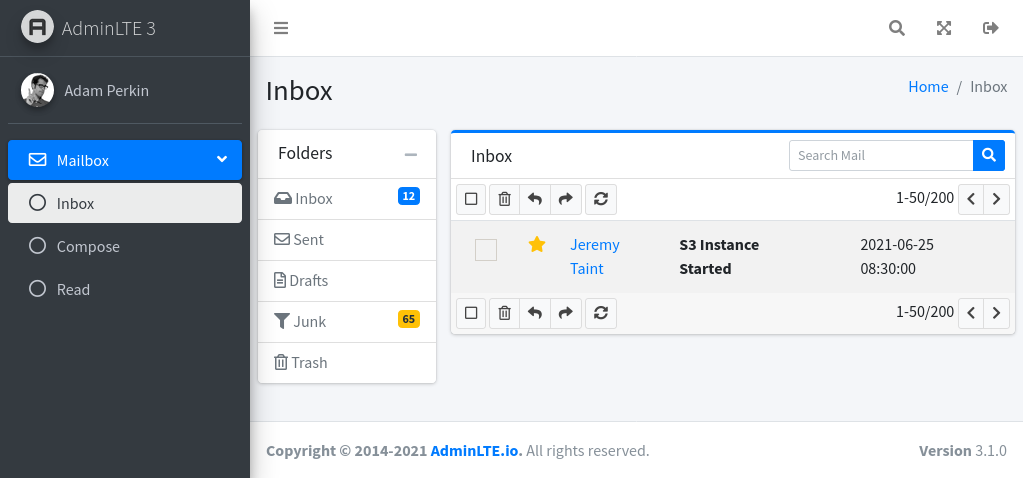 AdminLTE 3
Adam Perkin
Mailbox
Inbox
Compose
Read
Inbox
Home / Inbox
Folders
Inbox 12
Sent
Drafts
Junk 65
Trash
Inbox
Search Mail
1-50/200
Jeremy Taint
S3 Instance Started
2021-06-25 08:30:00
1-50/200
Copyright © 2014-2021 AdminLTE.io. All rights reserved.
Version 3.1.0